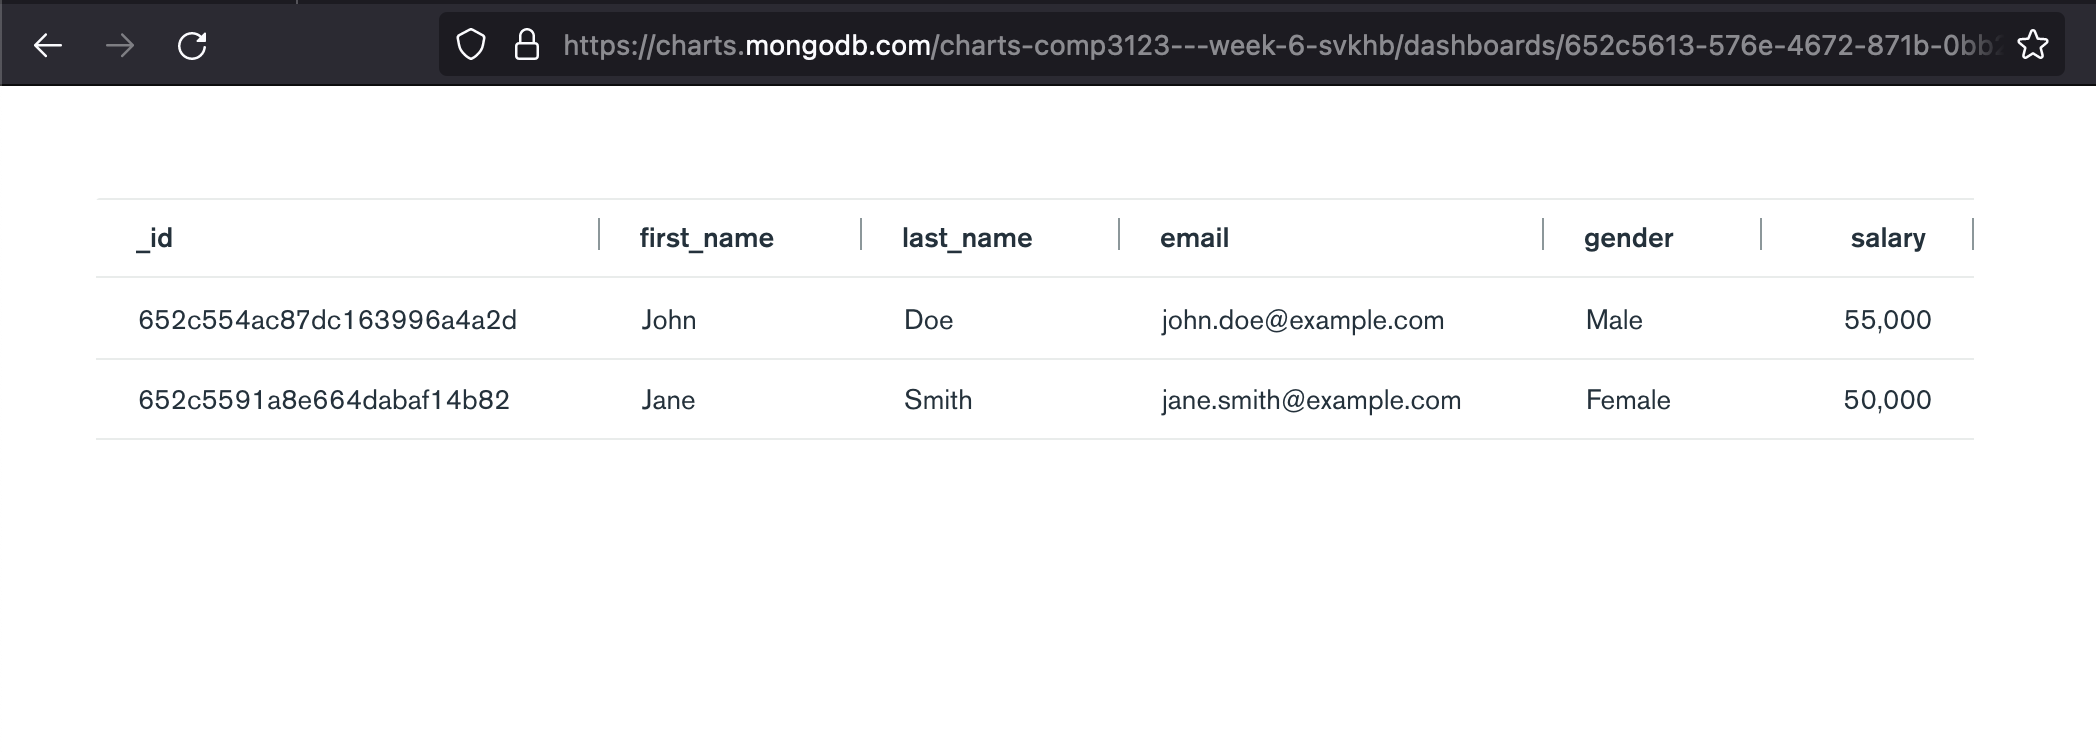 https://charts.mongodb.com/charts-comp3123---week-6-svkhb/dashboards/652c5613-576e-4672-871b-0bb
_id first_name last_name email gender salary
652c554ac87dc163996a4a2d John Doe john.doe@example.com Male 55,000
652c5591a8e664dabaf14b82 Jane Smith jane.smith@example.com Female 50,000